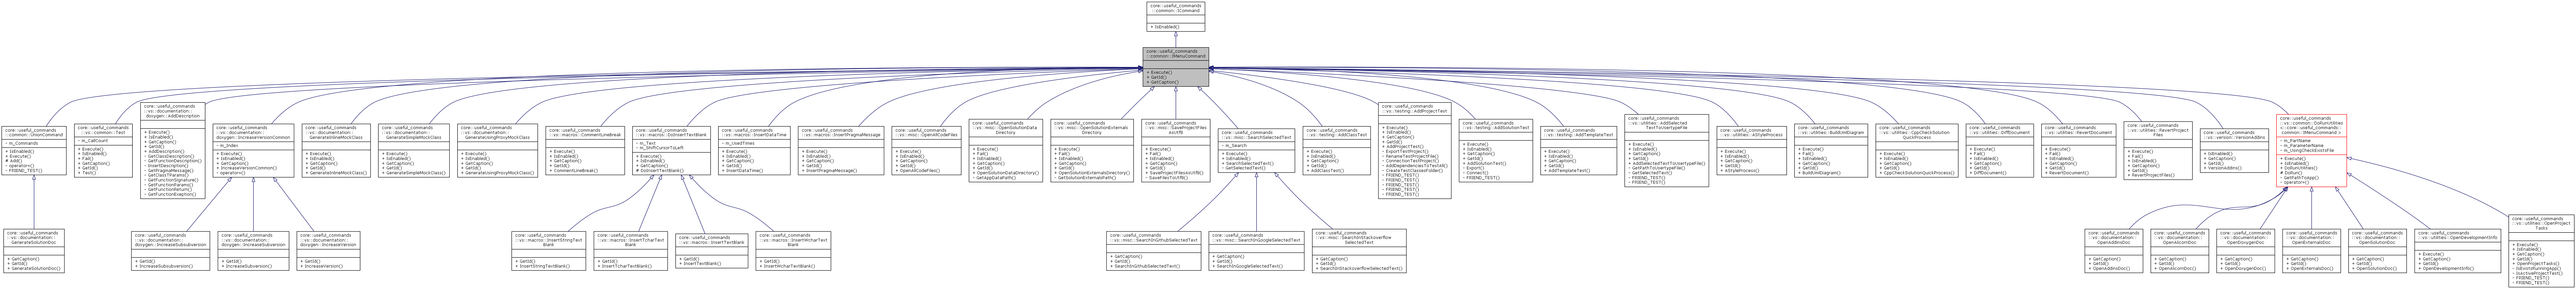 core::useful_commands
::common::ICommand
+ IsEnabled()
core::useful_commands
::common::IMenuCommand
+ Execute()
+ GetId()
+ GetCaption()
core::useful_commands
::common::UnionCommand
- m_Commands
+ IsEnabled()
+ Execute()
# Add()
- operator=()
- FRIEND_TEST()
core::useful_commands
::vs::common::Test
- m_CallCount
+ Execute()
+ IsEnabled()
+ Fail()
+ GetCaption()
+ GetId()
+ Test()
core::useful_commands
::vs::documentation::
doxygen::AddDescription
+ Execute()
+ IsEnabled()
+ GetCaption()
+ GetId()
+ AddDescription()
- GetClassDescription()
- GetFunctionDescription()
- InsertDescription()
- GetPragmaMessage()
- GetClassTParams()
- GetFunctionSignature()
- GetFunctionParams()
- GetFunctionReturn()
- GetFunctionExeption()
core::useful_commands
::vs::documentation::
doxygen::IncreaseVersionCommon
- m_Index
+ Execute()
+ IsEnabled()
+ GetCaption()
+ IncreaseVersionCommon()
- operator=()
core::useful_commands
::vs::documentation::
GenerateInlineMockClass
+ Execute()
+ IsEnabled()
+ GetCaption()
+ GetId()
+ GenerateInlineMockClass()
core::useful_commands
::vs::documentation::
GenerateSimpleMockClass
+ Execute()
+ IsEnabled()
+ GetCaption()
+ GetId()
+ GenerateSimpleMockClass()
core::useful_commands
::vs::documentation::
GenerateUsingProxyMockClass
+ Execute()
+ IsEnabled()
+ GetCaption()
+ GetId()
+ GenerateUsingProxyMockClass()
core::useful_commands
::vs::macros::CommentLineBreak
+ Execute()
+ IsEnabled()
+ GetCaption()
+ GetId()
+ CommentLineBreak()
core::useful_commands
::vs::macros::DoInsertTextBlank
- m_Text
- m_ShiftCursorToLeft
+ Execute()
+ IsEnabled()
+ GetCaption()
+ GetId()
# DoInsertTextBlank()
core::useful_commands
::vs::macros::InsertDataTime
- m_UsedTimes
+ Execute()
+ IsEnabled()
+ GetCaption()
+ GetId()
+ InsertDataTime()
core::useful_commands
::vs::macros::InsertPragmaMessage
+ Execute()
+ IsEnabled()
+ GetCaption()
+ GetId()
+ InsertPragmaMessage()
core::useful_commands
::vs::misc::OpenAllCodeFiles
+ Execute()
+ IsEnabled()
+ GetCaption()
+ GetId()
+ OpenAllCodeFiles()
core::useful_commands
::vs::misc::OpenSolutionData
Directory
+ Execute()
+ Fail()
+ IsEnabled()
+ GetCaption()
+ GetId()
+ OpenSolutionDataDirectory()
- GetAppDataPath()
core::useful_commands
::vs::misc::OpenSolutionExternals
Directory
+ Execute()
+ Fail()
+ IsEnabled()
+ GetCaption()
+ GetId()
+ OpenSolutionExternalsDirectory()
- GetSolutionExternalsPath()
core::useful_commands
::vs::misc::SaveProjectFiles
AsUtf8
+ Execute()
+ Fail()
+ IsEnabled()
+ GetCaption()
+ GetId()
+ SaveProjectFilesAsUtf8()
- SaveFilesToUtf8()
core::useful_commands
::vs::misc::SearchSelectedText
- m_Search
+ Execute()
+ IsEnabled()
+ SearchSelectedText()
- GetSelectedText()
core::useful_commands
::vs::testing::AddClassTest
+ Execute()
+ IsEnabled()
+ GetCaption()
+ GetId()
+ AddClassTest()
core::useful_commands
::vs::testing::AddProjectTest
+ Execute()
+ IsEnabled()
+ GetCaption()
+ GetId()
+ AddProjectTest()
- ExportTestProject()
- RenameTestProjectFile()
- ConnectionTestProject()
- AddDependenciesToTestAll()
- CreateTestClassesFolder()
- FRIEND_TEST()
- FRIEND_TEST()
- FRIEND_TEST()
- FRIEND_TEST()
- FRIEND_TEST()
core::useful_commands
::vs::testing::AddSolutionTest
+ Execute()
+ IsEnabled()
+ GetCaption()
+ GetId()
+ AddSolutionTest()
- Export()
- Connect()
- FRIEND_TEST()
core::useful_commands
::vs::testing::AddTemplateTest
+ Execute()
+ IsEnabled()
+ GetCaption()
+ GetId()
+ AddTemplateTest()
core::useful_commands
::vs::utilities::AddSelected
TextToUsertypeFile
+ Execute()
+ IsEnabled()
+ GetCaption()
+ GetId()
+ AddSelectedTextToUsertypeFile()
- GetPathToUsertypeFile()
- GetSelectedText()
- FRIEND_TEST()
- FRIEND_TEST()
core::useful_commands
::vs::utilities::AStyleProcess
+ Execute()
+ IsEnabled()
+ GetCaption()
+ GetId()
+ AStyleProcess()
core::useful_commands
::vs::utilities::BuildUmlDiagram
+ Execute()
+ IsEnabled()
+ GetCaption()
+ GetId()
+ BuildUmlDiagram()
core::useful_commands
::vs::utilities::CppCheckSolution
QuickProcess
+ Execute()
+ IsEnabled()
+ GetCaption()
+ GetId()
+ CppCheckSolutionQuickProcess()
core::useful_commands
::vs::utilities::DiffDocument
+ Execute()
+ Fail()
+ IsEnabled()
+ GetCaption()
+ GetId()
+ DiffDocument()
core::useful_commands
::vs::utilities::RevertDocument
+ Execute()
+ Fail()
+ IsEnabled()
+ GetCaption()
+ GetId()
+ RevertDocument()
core::useful_commands
::vs::utilities::RevertProject
Files
+ Execute()
+ Fail()
+ IsEnabled()
+ GetCaption()
+ GetId()
+ RevertProjectFiles()
core::useful_commands
::vs::version::VersionAddins
+ IsEnabled()
+ GetCaption()
+ GetId()
+ VersionAddins()
core::useful_commands
::vs::common::DoRunUtilities
< core::useful_commands::
common::IMenuCommand >
- m_PartName
- m_ParameterName
- m_UsingCheckExistsFile
+ Execute()
+ IsEnabled()
+ DoRunUtilities()
# DoRun()
- GetPathToApp()
- operator=()
core::useful_commands
::vs::documentation::
GenerateSolutionDoc
+ GetCaption()
+ GetId()
+ GenerateSolutionDoc()
core::useful_commands
::vs::documentation::
doxygen::IncreaseSubsubversion
+ GetId()
+ IncreaseSubsubversion()
core::useful_commands
::vs::documentation::
doxygen::IncreaseSubversion
+ GetId()
+ IncreaseSubversion()
core::useful_commands
::vs::documentation::
doxygen::IncreaseVersion
+ GetId()
+ IncreaseVersion()
core::useful_commands
::vs::macros::InsertStringText
Blank
+ GetId()
+ InsertStringTextBlank()
core::useful_commands
::vs::macros::InsertTcharText
Blank
+ GetId()
+ InsertTcharTextBlank()
core::useful_commands
::vs::macros::InsertTextBlank
+ GetId()
+ InsertTextBlank()
core::useful_commands
::vs::macros::InsertWcharText
Blank
+ GetId()
+ InsertWcharTextBlank()
core::useful_commands
::vs::misc::SearchInGithubSelectedText
+ GetCaption()
+ GetId()
+ SearchInGithubSelectedText()
core::useful_commands
::vs::misc::SearchInGoogleSelectedText
+ GetCaption()
+ GetId()
+ SearchInGoogleSelectedText()
core::useful_commands
::vs::misc::SearchInStackoverflow
SelectedText
+ GetCaption()
+ GetId()
+ SearchInStackoverflowSelectedText()
core::useful_commands
::vs::documentation::
OpenAddinsDoc
+ GetCaption()
+ GetId()
+ OpenAddinsDoc()
core::useful_commands
::vs::documentation::
OpenAlcomDoc
+ GetCaption()
+ GetId()
+ OpenAlcomDoc()
core::useful_commands
::vs::documentation::
OpenDoxygenDoc
+ GetCaption()
+ GetId()
+ OpenDoxygenDoc()
core::useful_commands
::vs::documentation::
OpenExternalsDoc
+ GetCaption()
+ GetId()
+ OpenExternalsDoc()
core::useful_commands
::vs::documentation::
OpenSolutionDoc
+ GetCaption()
+ GetId()
+ OpenSolutionDoc()
core::useful_commands
::vs::utilities::OpenDevelopmentInfo
+ Execute()
+ GetCaption()
+ GetId()
+ OpenDevelopmentInfo()
core::useful_commands
::vs::utilities::OpenProject
Tasks
+ Execute()
+ IsEnabled()
+ GetCaption()
+ GetId()
+ OpenProjectTasks()
- IsExistsRunningApp()
- IsActiveProjectTest()
- FRIEND_TEST()
- FRIEND_TEST()